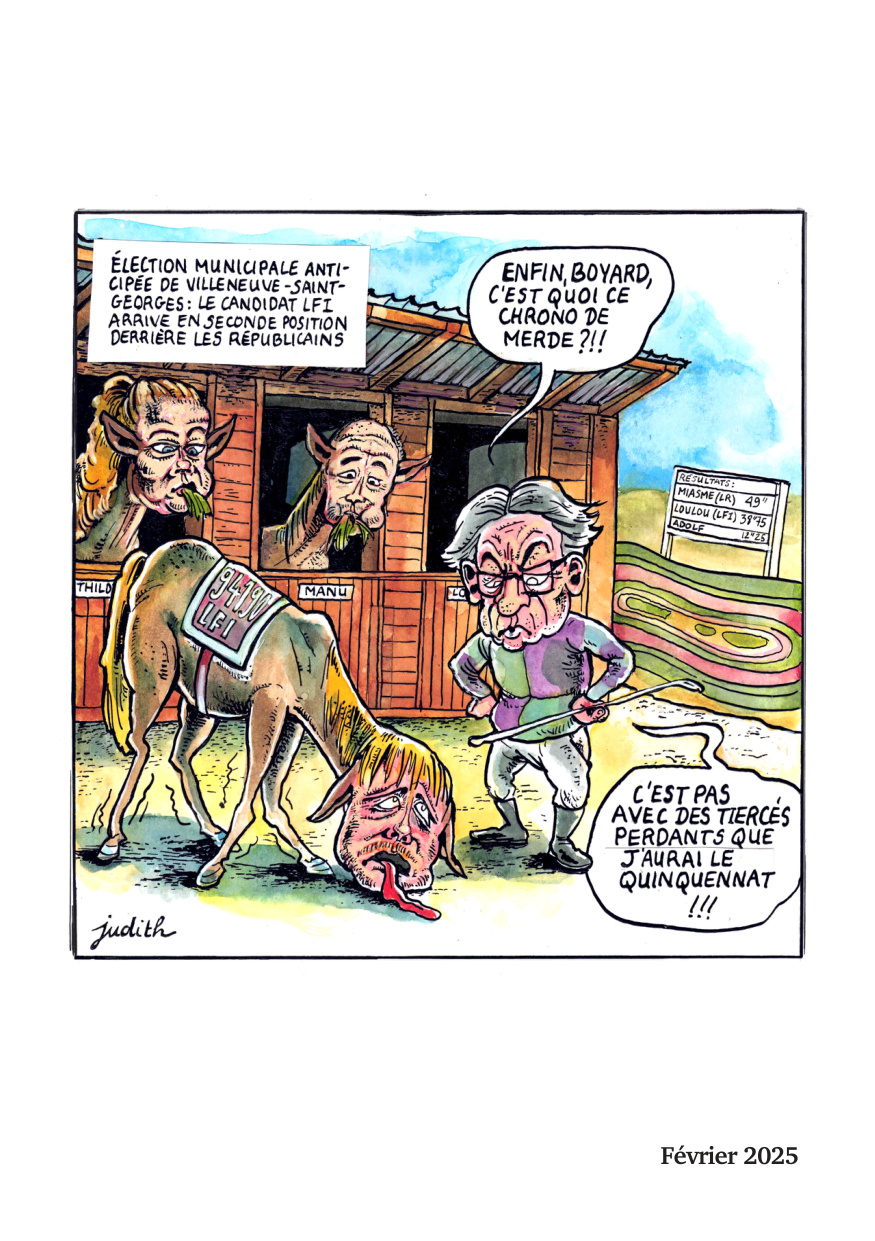 ÉLECTION MUNICIPALE ANTI-
CIPÉE DE VILLENEUVE-SAINT-
GEORGES: LE CANDIDAT LFI
ARRIVE EN SECONDE POSITION
DERRIÈRE LES RÉPUBLICAINS
ENFIN, BOYARD,
C'EST QUOI CE
CHRONO DE
MERDE ?!!
RÉSULTATS:
MIASME (LR) 49"
LOULOU (LFI) 38"75
ADOLF 12"25
THILD
MANU
LO
94190
LFI
C'EST PAS
AVEC DES TIERCÉS
PERDANTS QUE
J'AURAI LE
QUINQUENNAT
!!!
judith
Février 2025